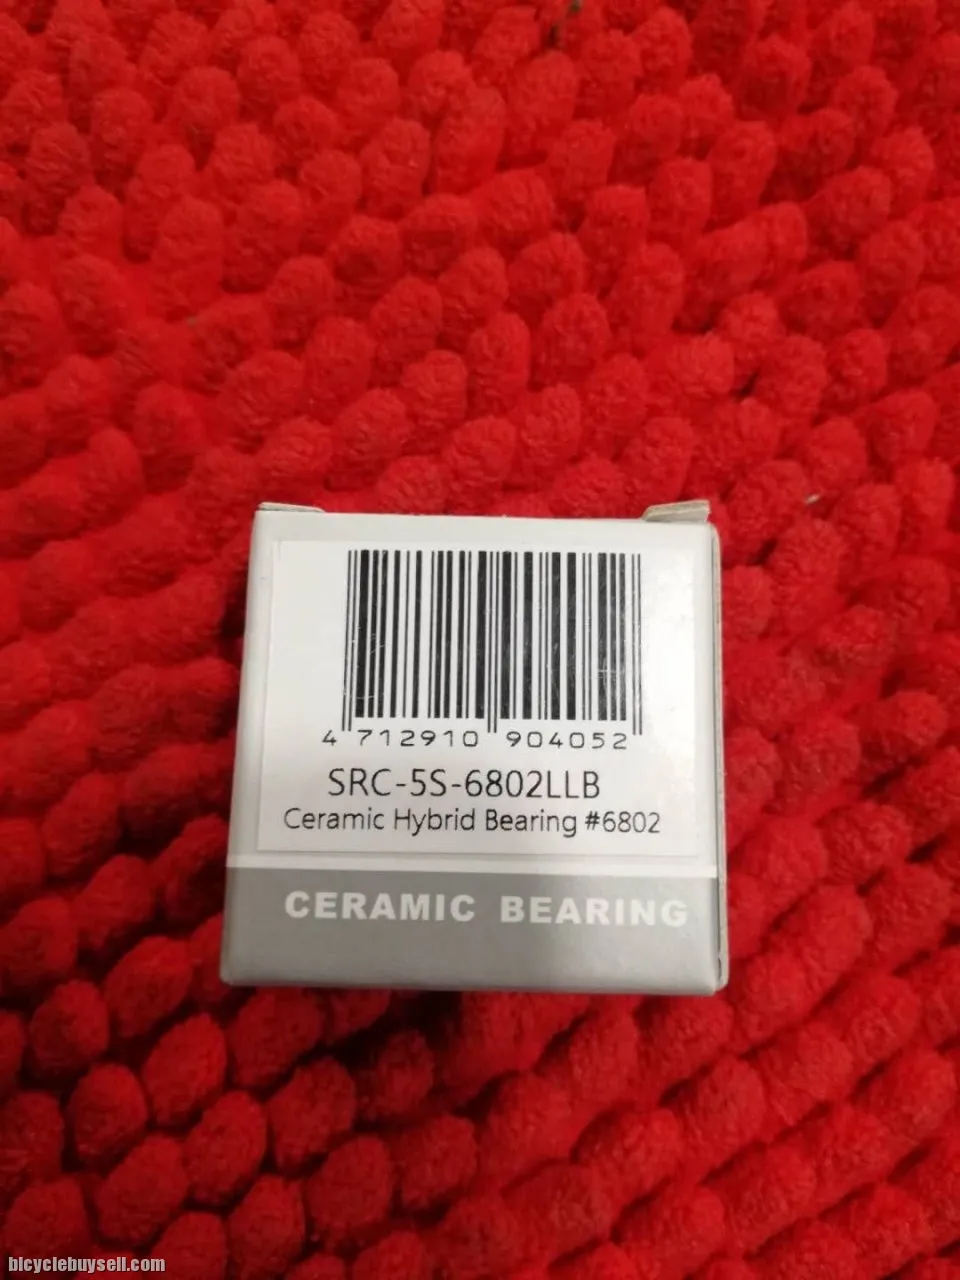 4 712910 904052
SRC-5S-6802LLB
Ceramic Hybrid Bearing #6802
CERAMIC BEARING
bicyclebuysell.com